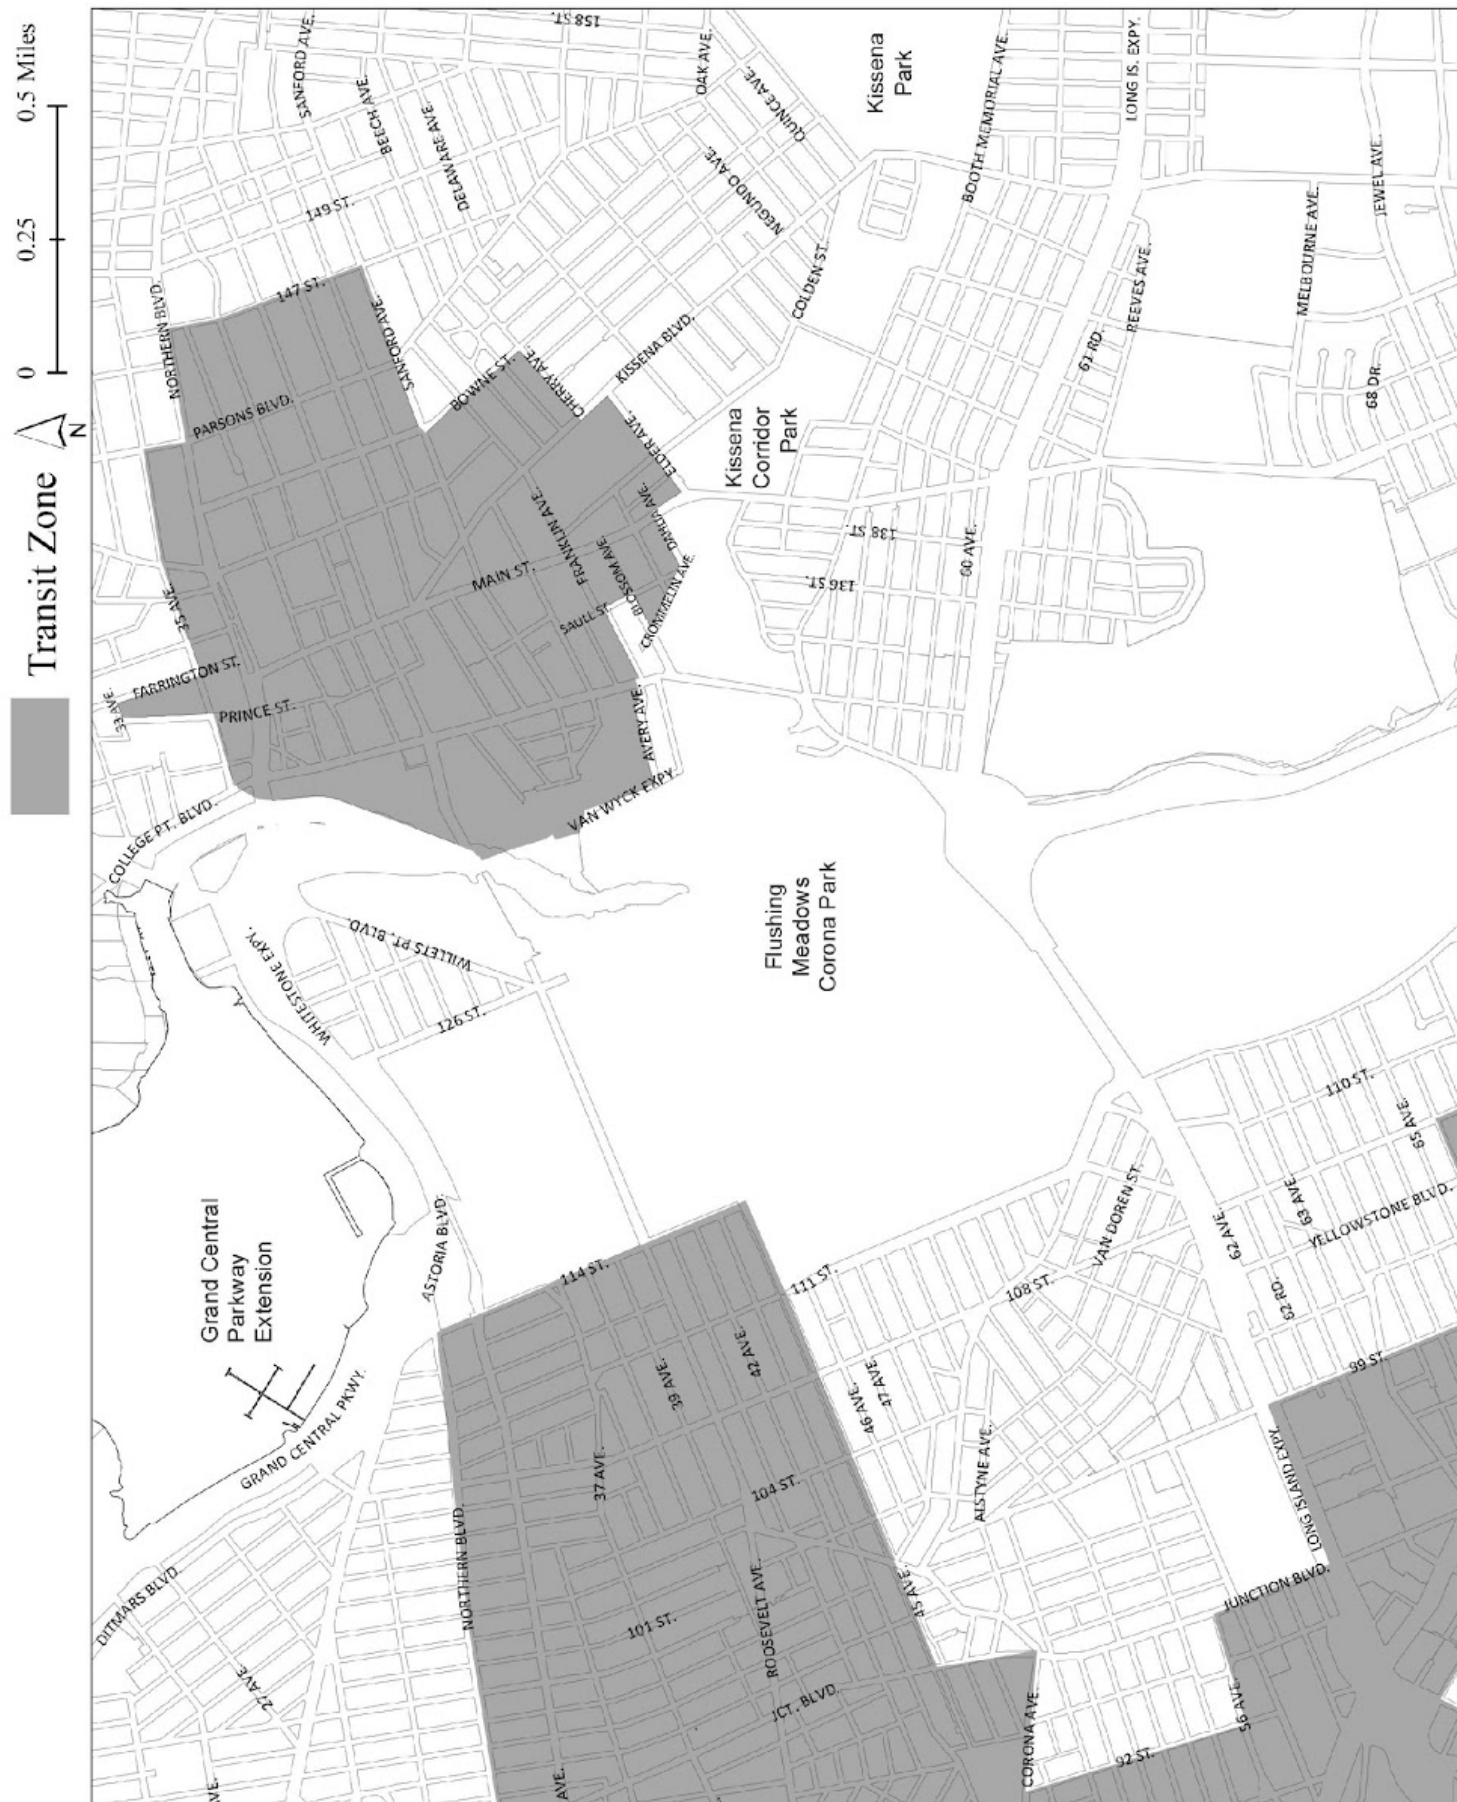 Transit Zone
N
0
0.25
0.5 Miles
158 ST.
SANFORD AVE.
BEECH AVE.
DELAWARE AVE.
OAK AVE.
QUINCE AVE.
Kissena
Park
BOOTH MEMORIAL AVE.
LONG IS. EXPY.
149 ST.
NEGUNDO AVE.
JEWEL AVE.
MELBOURNE AVE.
NORTHERN BLVD.
147 ST.
COLDEN ST.
REEVES AVE.
SANFORD AVE.
BOWNE ST.
CHERRY AVE.
KISSENA BLVD.
61 RD.
68 DR.
PARSONS BLVD.
ELDER AVE.
Kissena
Corridor
Park
35 AVE.
MAIN ST.
FRANKLIN AVE.
BLOSSOM AVE.
DAHLIA AVE.
SAULL ST.
CROMMELIN AVE.
138 ST.
136 ST.
60 AVE.
33 AVE.
FARRINGTON ST.
PRINCE ST.
AVERY AVE.
VAN WYCK EXPY.
COLLEGE PT. BLVD.
WHITESTONE EXPY.
WILLETS PT. BLVD.
126 ST.
Flushing
Meadows
Corona Park
Grand Central
Parkway
Extension
ASTORIA BLVD.
114 ST.
111 ST.
VAN DOREN ST.
108 ST.
110 ST.
65 AVE.
63 AVE.
62 AVE.
YELLOWSTONE BLVD.
62 RD.
99 ST.
GRAND CENTRAL PKWY.
39 AVE.
42 AVE.
46 AVE.
47 AVE.
37 AVE.
104 ST.
ALSTYNE AVE.
LONG ISLAND EXPY.
DITMARS BLVD.
NORTHERN BLVD.
27 AVE.
101 ST.
ROOSEVELT AVE.
45 AVE.
JUNCTION BLVD.
JCT. BLVD.
CORONA AVE.
56 AVE.
92 ST.
AVE.
VE.